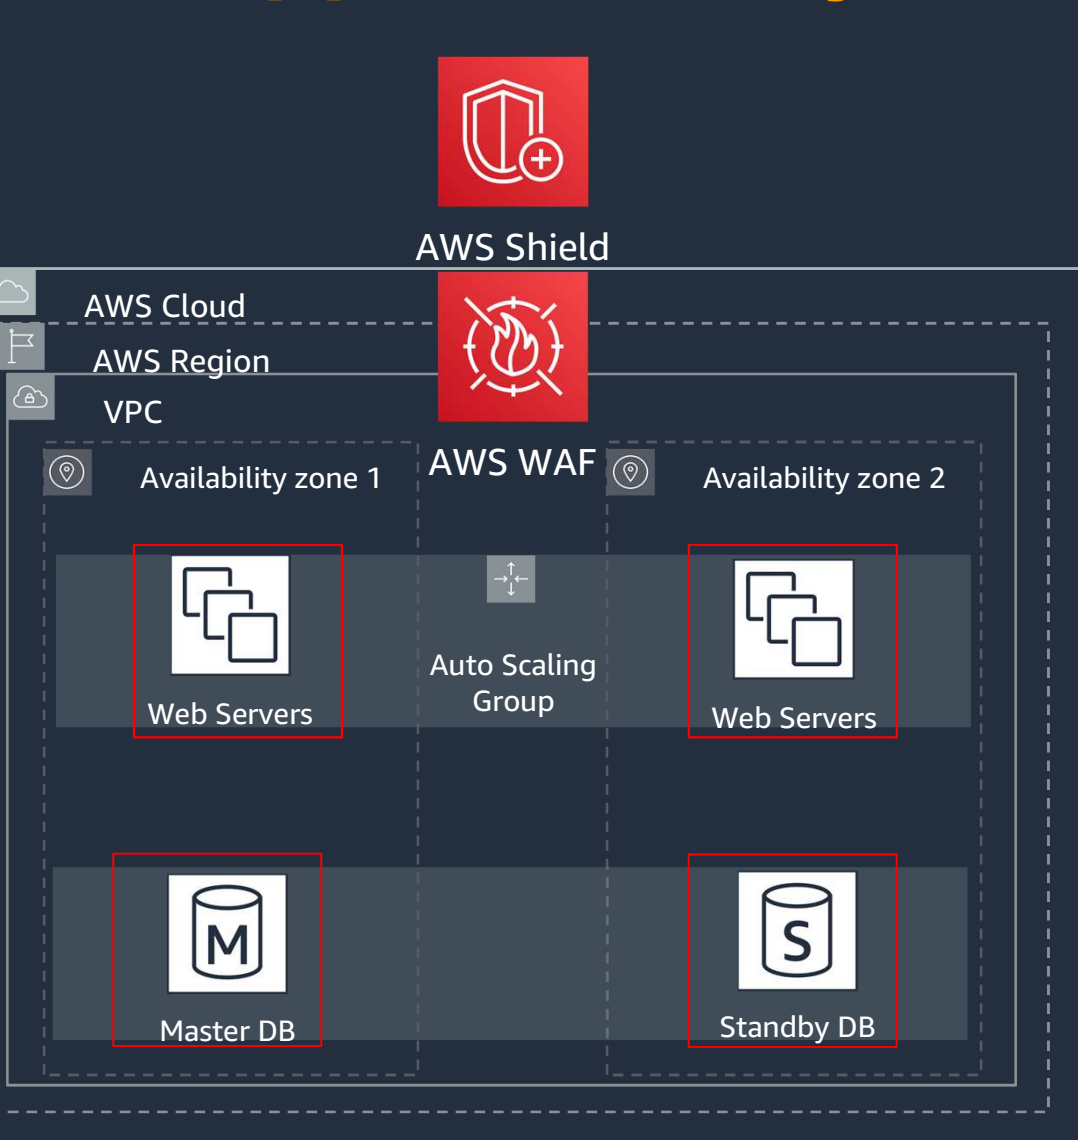 AWS Shield
AWS Cloud
AWS Region
VPC
AWS WAF
Availability zone 1
Availability zone 2
Auto Scaling
Group
Web Servers
Web Servers
M
S
Master DB
Standby DB